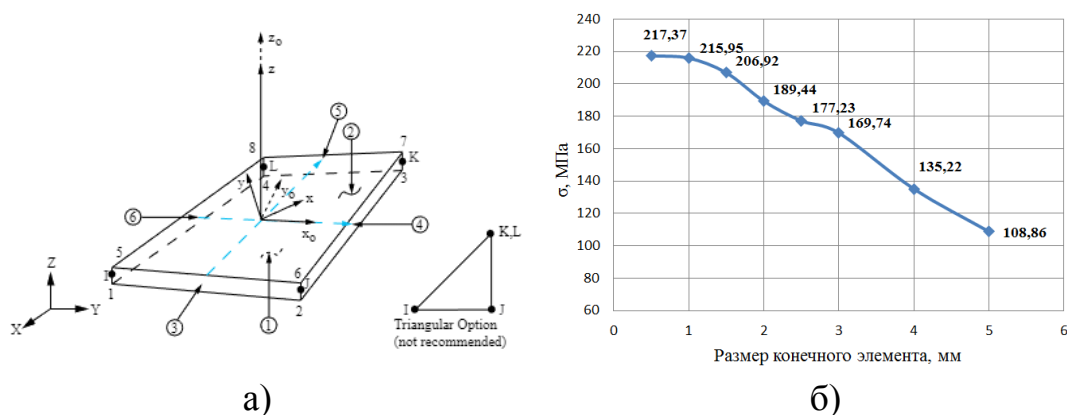 z₀
z
⑤
②
8
7
L
K
4
3
y
y₀
x
⑥
④
x₀
K,L
5
6
I
J
1
2
Z
X
Y
③
①
I
J
Triangular Option
(not recommended)
а)
σ, МПа
220
200
180
160
140
120
100
80
60
217,37
215,95
206,92
189,44
177,23
169,74
135,22
108,86
0 1 2 3 4 5 6
Размер конечного элемента, мм
б)